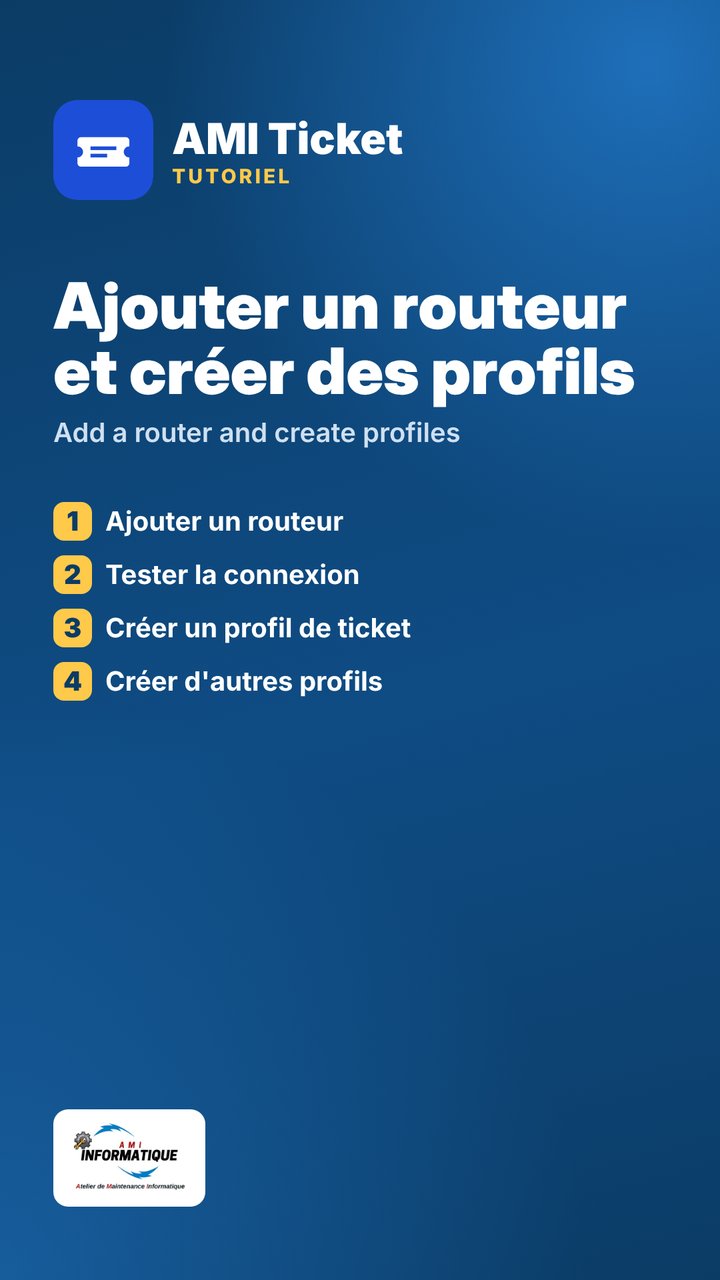 AMI Ticket
TUTORIEL
Ajouter un routeur
et créer des profils
Add a router and create profiles
1 Ajouter un routeur
2 Tester la connexion
3 Créer un profil de ticket
4 Créer d'autres profils
AMI
INFORMATIQUE
Atelier de Maintenance Informatique